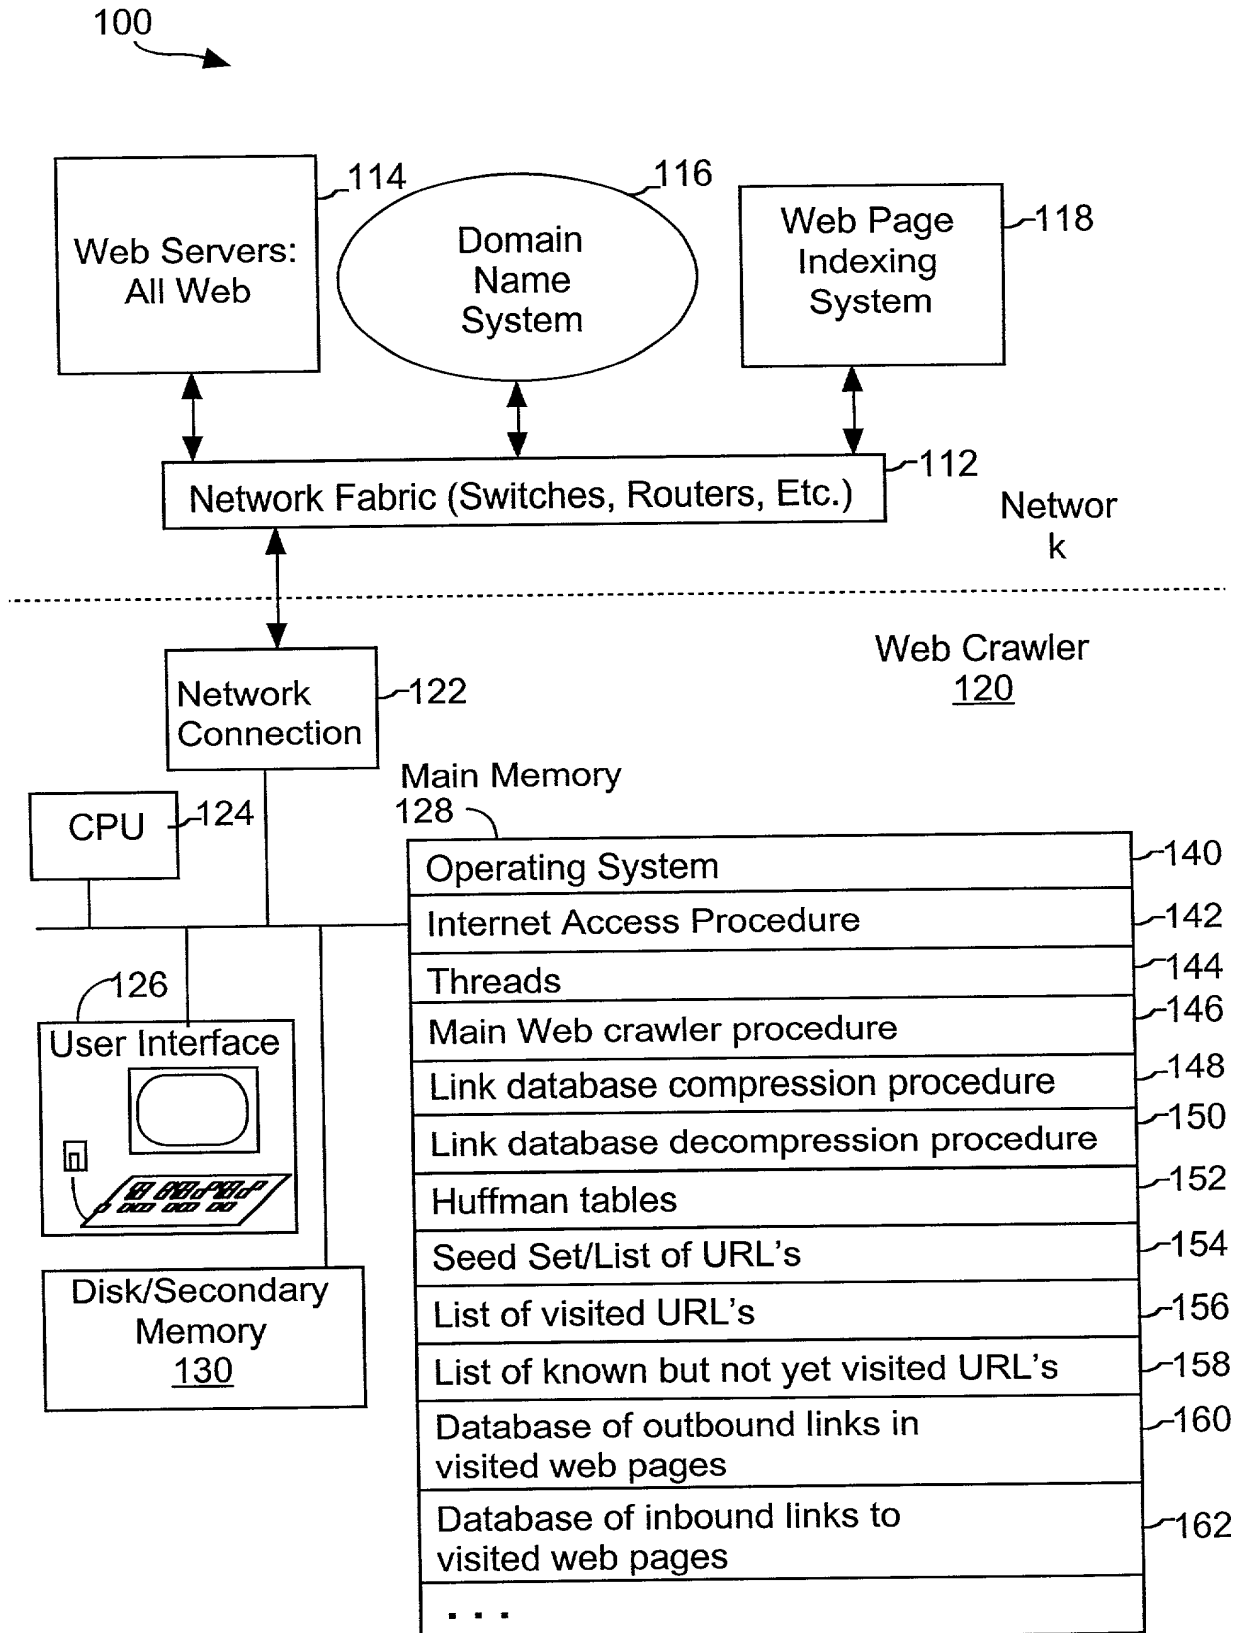 100
114
116
118
Web Servers:
All Web
Domain
Name
System
Web Page
Indexing
System
112
Network Fabric (Switches, Routers, Etc.)
Networ
k
Web Crawler
120
Network
Connection
122
Main Memory
128
CPU
124
Operating System
140
Internet Access Procedure
142
Threads
144
Main Web crawler procedure
146
Link database compression procedure
148
Link database decompression procedure
150
Huffman tables
152
Seed Set/List of URL's
154
List of visited URL's
156
List of known but not yet visited URL's
158
Database of outbound links in
visited web pages
160
Database of inbound links to
visited web pages
162
. . .
126
User Interface
Disk/Secondary
Memory
130